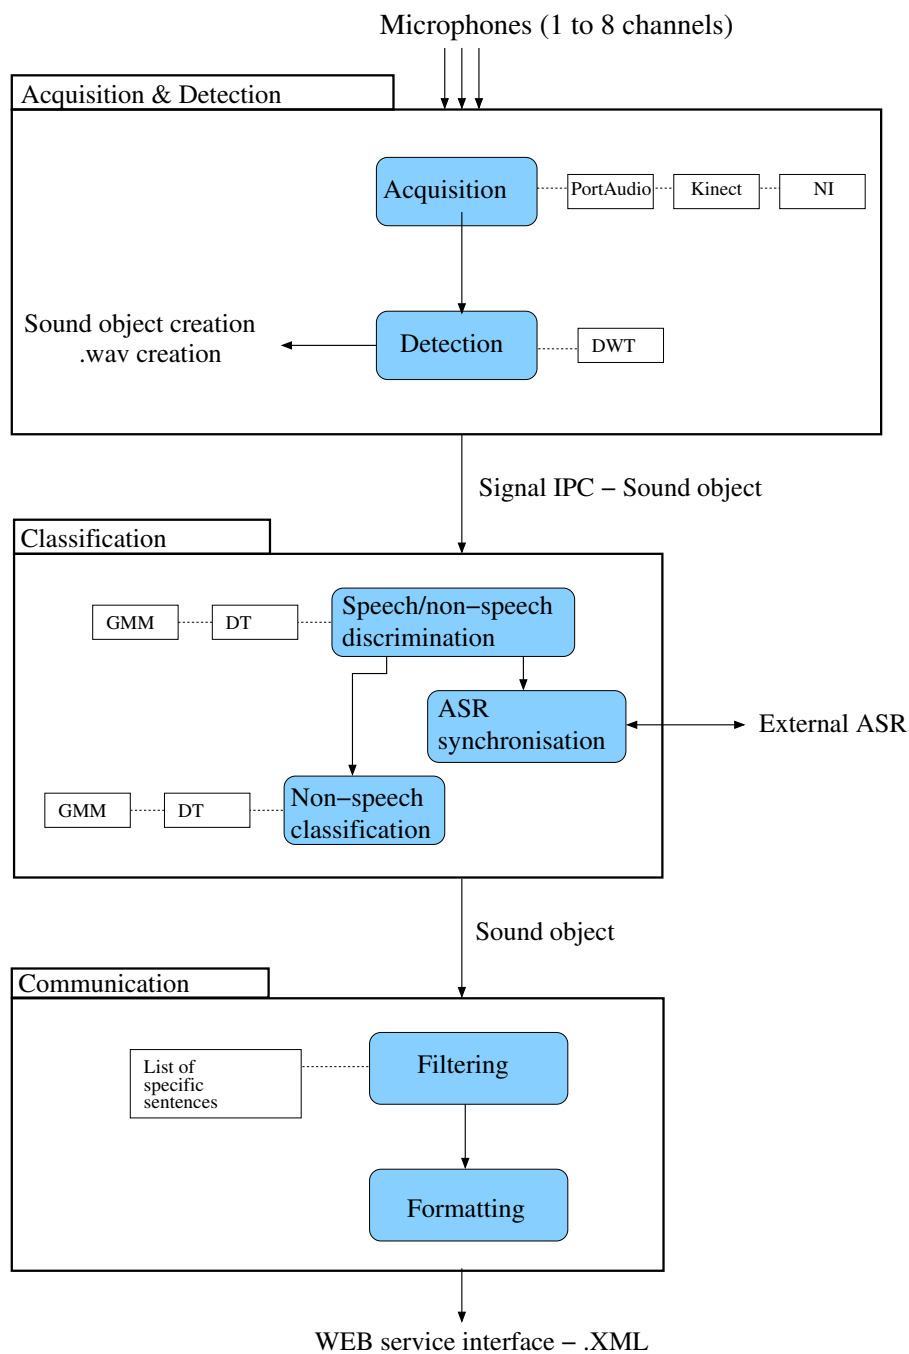 Microphones (1 to 8 channels)
Acquisition & Detection
Acquisition
PortAudio
Kinect
NI
Sound object creation
.wav creation
Detection
DWT
Signal IPC − Sound object
Classification
GMM
DT
Speech/non−speech
discrimination
ASR
synchronisation
External ASR
GMM
DT
Non−speech
classification
Sound object
Communication
List of
specific
sentences
Filtering
Formatting
WEB service interface − .XML